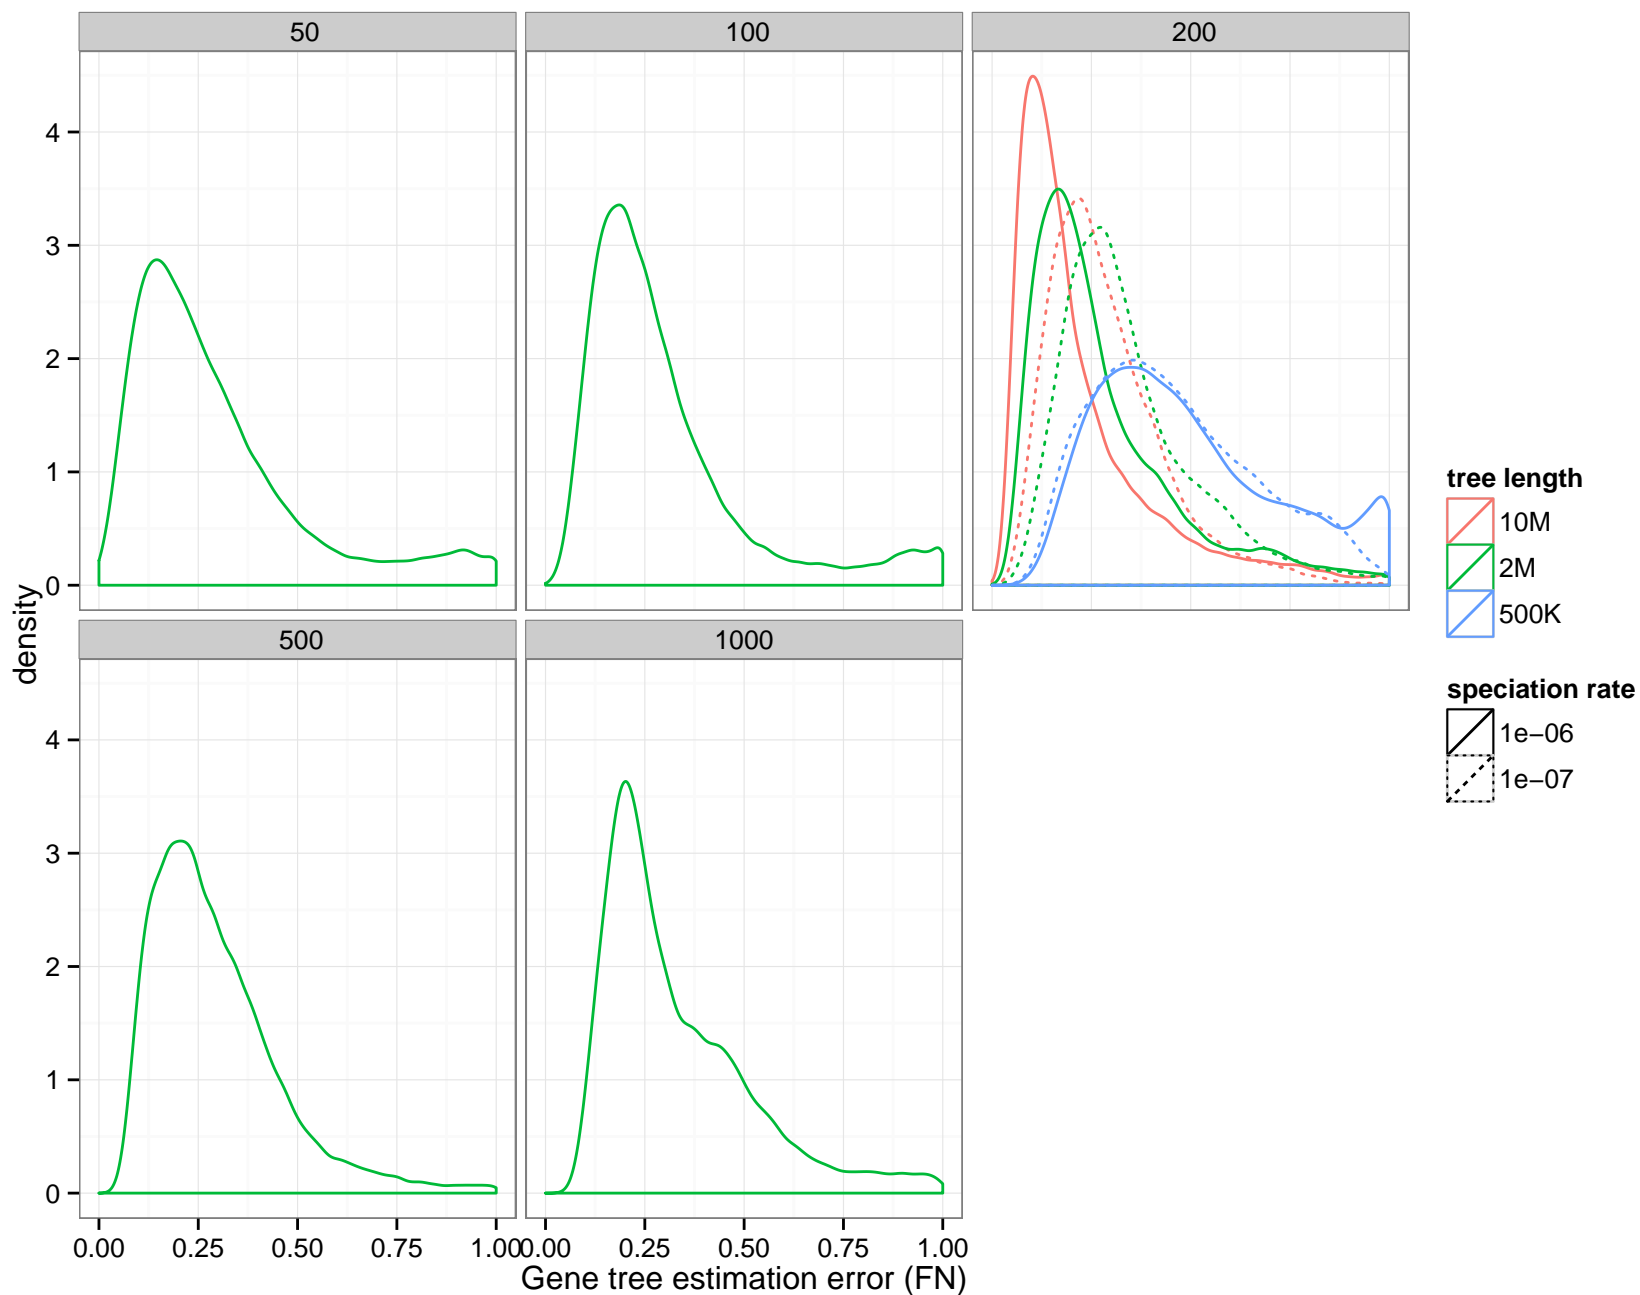 50
100
200
4
3
2
1
0
density
500
1000
4
3
2
1
0
0.00 0.25 0.50 0.75 1.00
0.00 0.25 0.50 0.75 1.00
Gene tree estimation error (FN)
tree length
10M
2M
500K
speciation rate
1e−06
1e−07